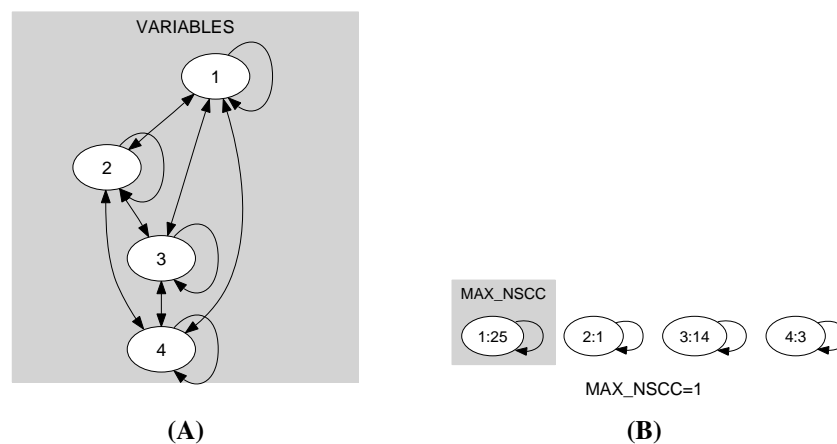 VARIABLES
1
2
3
4
MAX_NSCC
1:25 2:1 3:14 4:3
MAX_NSCC=1
(A) (B)